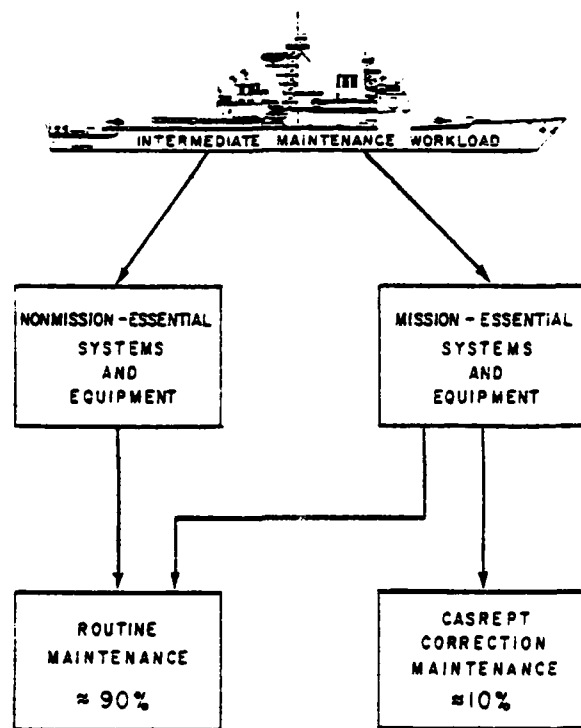 INTERMEDIATE MAINTENANCE WORKLOAD
NONMISSION-ESSENTIAL
SYSTEMS
AND
EQUIPMENT
MISSION-ESSENTIAL
SYSTEMS
AND
EQUIPMENT
ROUTINE
MAINTENANCE
≈90%
CASREPT
CORRECTION
MAINTENANCE
≈10%